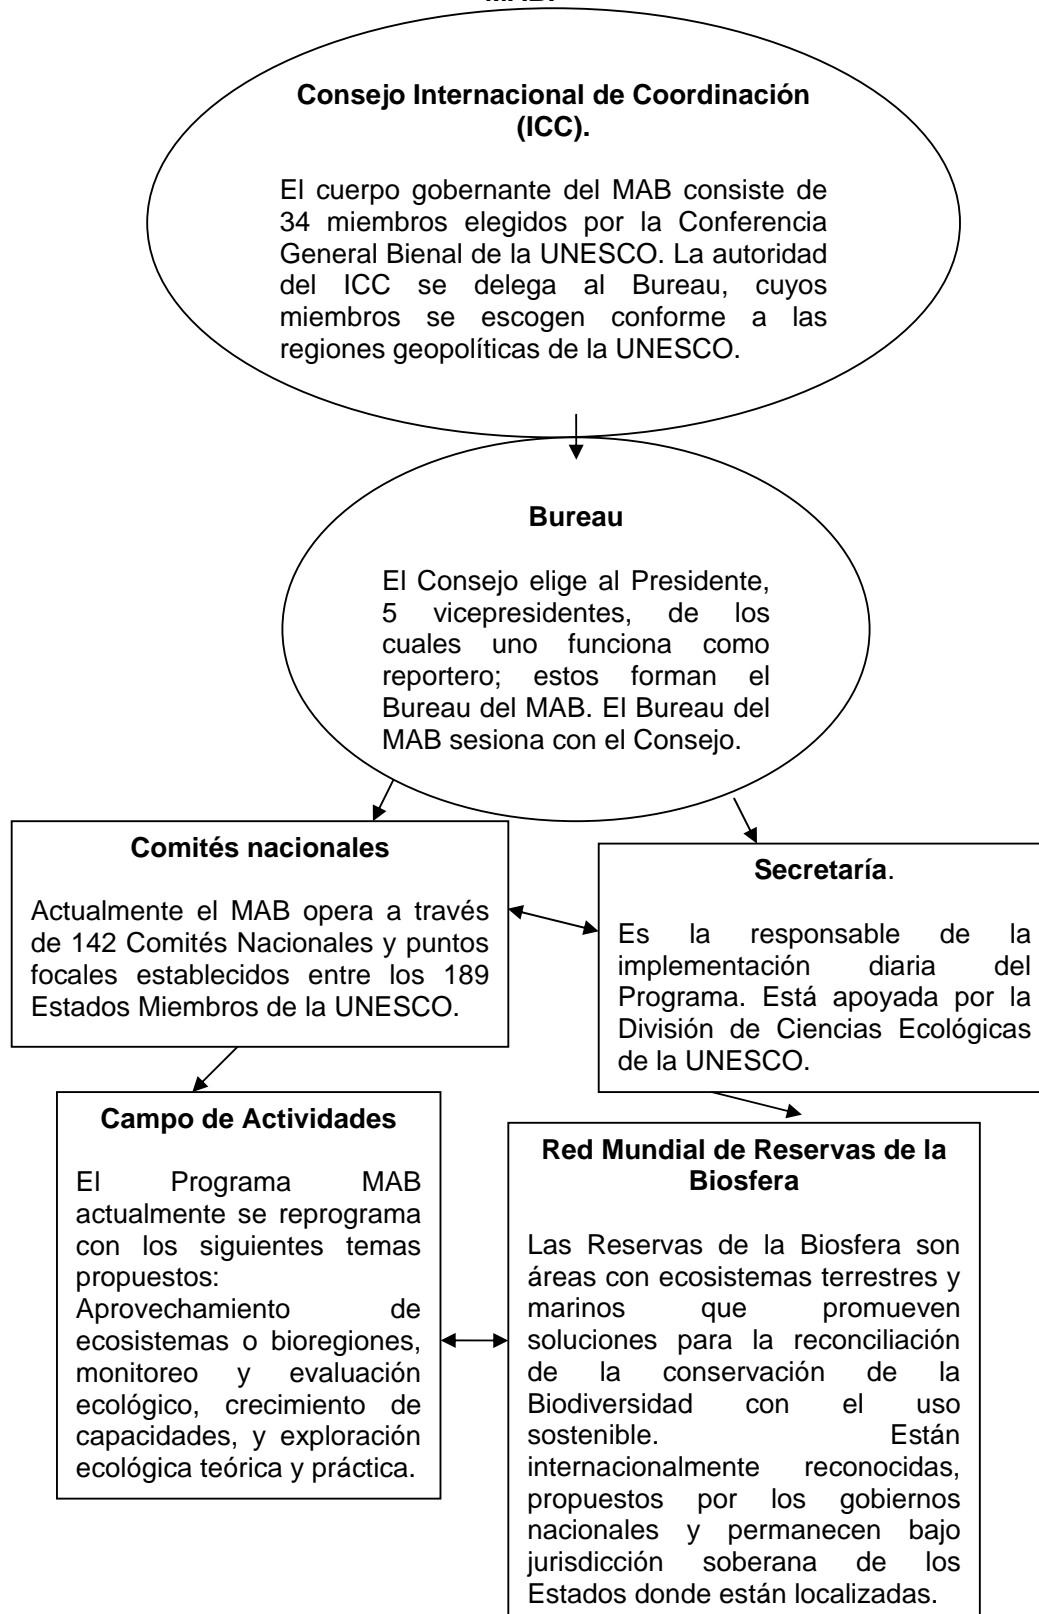 Consejo Internacional de Coordinación
(ICC).
El cuerpo gobernante del MAB consiste de
34 miembros elegidos por la Conferencia
General Bienal de la UNESCO. La autoridad
del ICC se delega al Bureau, cuyos
miembros se escogen conforme a las
regiones geopolíticas de la UNESCO.
Bureau
El Consejo elige al Presidente,
5 vicepresidentes, de los
cuales uno funciona como
reportero; estos forman el
Bureau del MAB. El Bureau del
MAB sesiona con el Consejo.
Comités nacionales
Actualmente el MAB opera a través
de 142 Comités Nacionales y puntos
focales establecidos entre los 189
Estados Miembros de la UNESCO.
Secretaría.
Es la responsable de la
implementación diaria del
Programa. Está apoyada por la
División de Ciencias Ecológicas
de la UNESCO.
Campo de Actividades
El Programa MAB
actualmente se reprograma
con los siguientes temas
propuestos:
Aprovechamiento de
ecosistemas o bioregiones,
monitoreo y evaluación
ecológico, crecimiento de
capacidades, y exploración
ecológica teórica y práctica.
Red Mundial de Reservas de la
Biosfera
Las Reservas de la Biosfera son
áreas con ecosistemas terrestres y
marinos que promueven
soluciones para la reconciliación
de la conservación de la
Biodiversidad con el uso
sostenible. Están
internacionalmente reconocidas,
propuestos por los gobiernos
nacionales y permanecen bajo
jurisdicción soberana de los
Estados donde están localizadas.